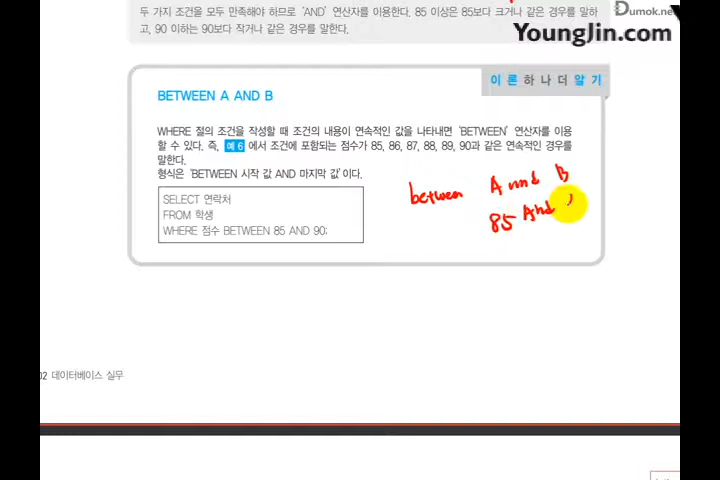 두 가지 조건을 모두 만족해야 하므로 'AND' 연산자를 이용한다. 85 이상은 85보다 크거나 같은 경우를 말하
고, 90 이하는 90보다 작거나 같은 경우를 말한다.
Dumok.ne
YoungJin.com
이 론 하 나 더 알 기
BETWEEN A AND B
WHERE 절의 조건을 작성할 때 조건의 내용이 연속적인 값을 나타내면 'BETWEEN' 연산자를 이용
할 수 있다. 즉, 예 6 에서 조건에 포함되는 점수가 85, 86, 87, 88, 89, 90과 같은 연속적인 경우를
말한다.
형식은 'BETWEEN 시작 값 AND 마지막 값'이다.
SELECT 연락처
FROM 학생
WHERE 점수 BETWEEN 85 AND 90;
between A and B
85 And
02 데이터베이스 실무